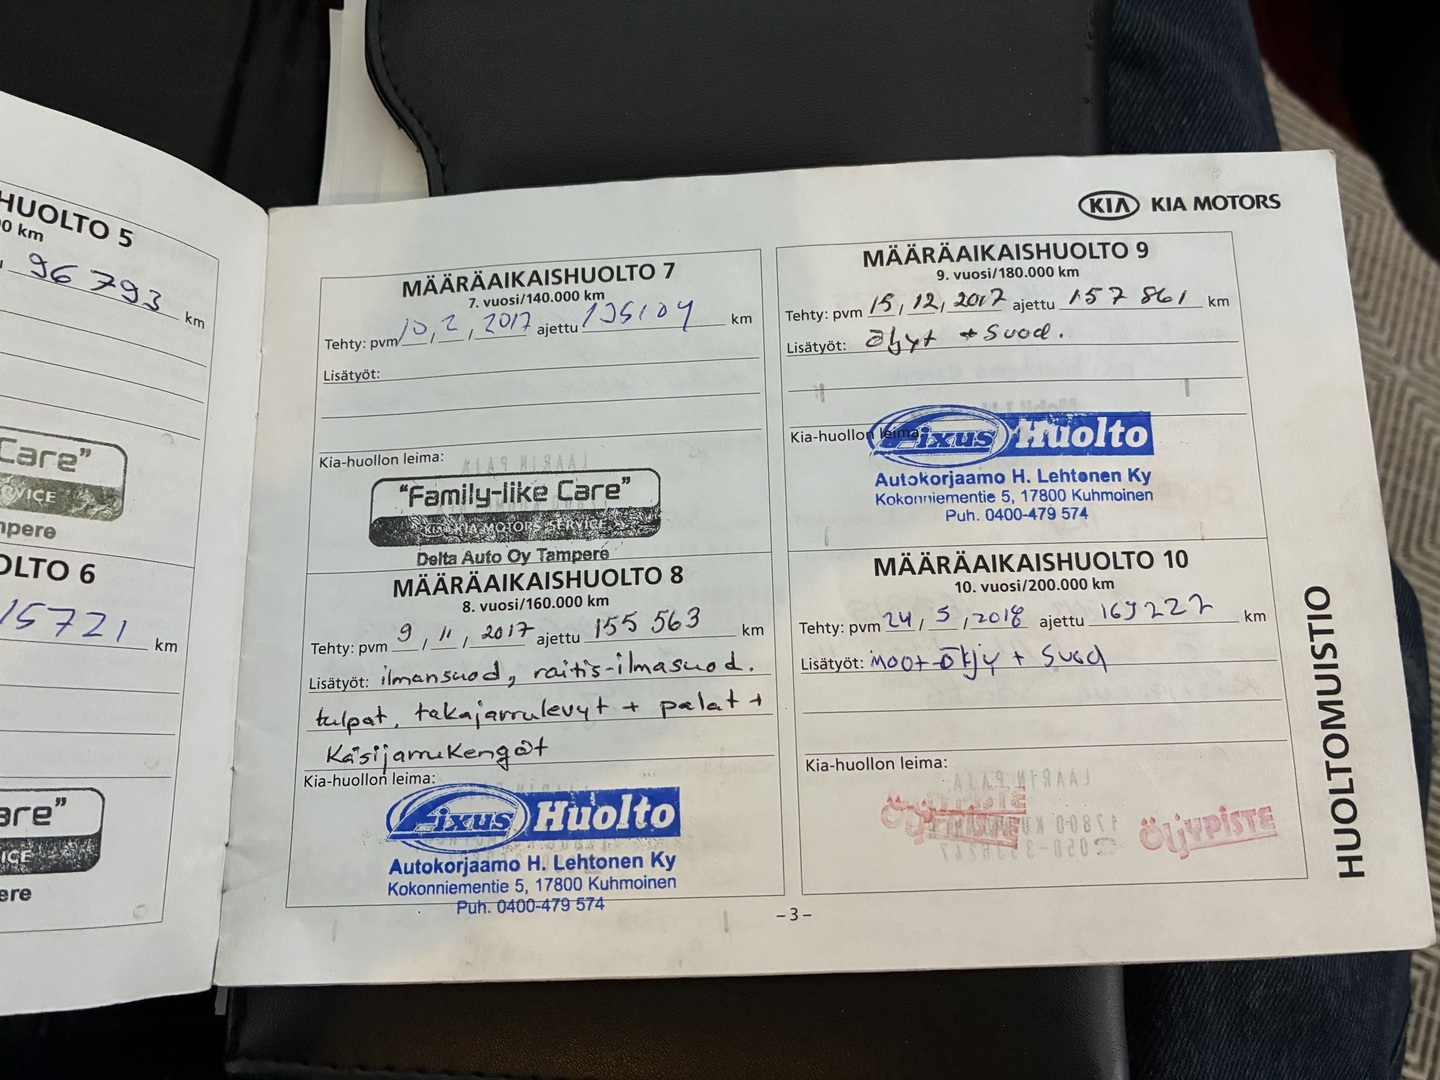 HUOLTO 5
00 km
96 793 km
Care"
RVICE
mpere
OLTO 6
15721 km
are"
ICE
ere
KIA KIA MOTORS
MÄÄRÄAIKAISHUOLTO 7
7. vuosi/140.000 km
Tehty: pvm 10, 2, 2017 ajettu 135104 km
Lisätyöt:
Kia-huollon leima:
"Family-like Care"
KIA MOTORS SERVICE
Delta Auto Oy Tampere
MÄÄRÄAIKAISHUOLTO 8
8. vuosi/160.000 km
Tehty: pvm 9, 11, 2017 ajettu 155 563 km
Lisätyöt: ilmansuod, raitis-ilmasuod.
tulpat, takajarrulevyt + palat +
Käsijarrukengät
Kia-huollon leima:
Fixus Huolto
Autokorjaamo H. Lehtonen Ky
Kokonniementie 5, 17800 Kuhmoinen
Puh. 0400-479 574
MÄÄRÄAIKAISHUOLTO 9
9. vuosi/180.000 km
Tehty: pvm 15, 12, 2017 ajettu 157 861 km
Lisätyöt: Öljyt + Suod.
Kia-huollon leima:
Fixus Huolto
Autokorjaamo H. Lehtonen Ky
Kokonniementie 5, 17800 Kuhmoinen
Puh. 0400-479 574
MÄÄRÄAIKAISHUOLTO 10
10. vuosi/200.000 km
Tehty: pvm 24, 5, 2018 ajettu 169222 km
Lisätyöt: moot-öljy + Suod
Kia-huollon leima:
ÖLJYPISTE
ÖLJYPISTE
– 3 –
HUOLTOMUISTIO